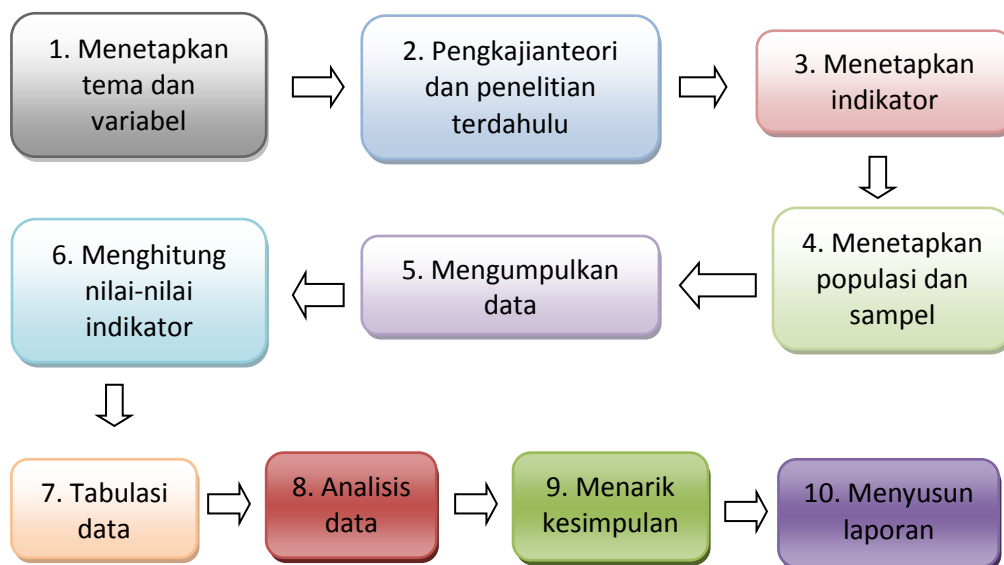 1. Menetapkan
tema dan
variabel
2. Pengkajianteori
dan penelitian
terdahulu
3. Menetapkan
indikator
4. Menetapkan
populasi dan
sampel
5. Mengumpulkan
data
6. Menghitung
nilai-nilai
indikator
7. Tabulasi
data
8. Analisis
data
9. Menarik
kesimpulan
10. Menyusun
laporan